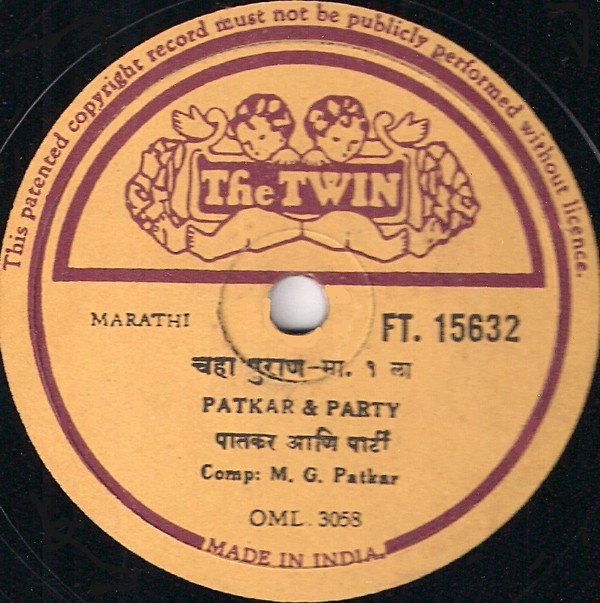 This patented copyright record must not be publicly performed without licence.
The TWIN
MARATHI
FT. 15632
चहा पुराण-भा. १ ला
PATKAR & PARTY
पातकर आणि पार्टी
Comp: M. G. Patkar
OML 3058
MADE IN INDIA.